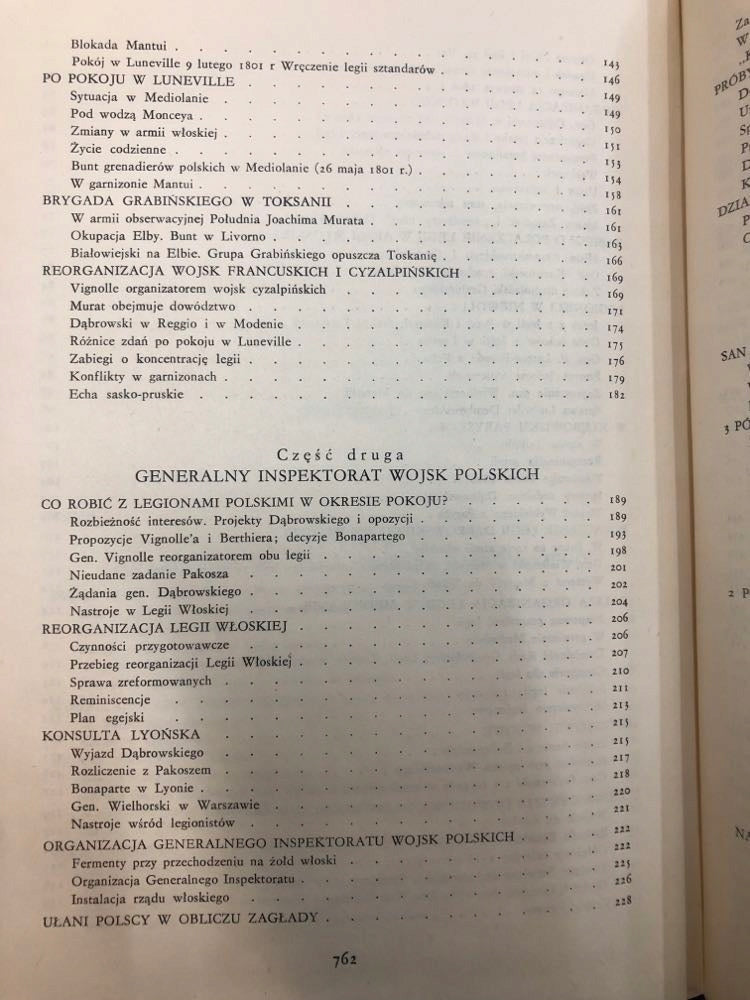 Blokada Mantui . . . . . . . . . . . . . 143
Pokój w Luneville 9 lutego 1801 r Wręczenie legii sztandarów . . . . . 146
PO POKOJU W LUNEVILLE . . . . . . . . . . . . 149
Sytuacja w Mediolanie . . . . . . . . . . . . 149
Pod wodzą Monceya . . . . . . . . . . . . 150
Zmiany w armii włoskiej . . . . . . . . . . . . 151
Życie codzienne . . . . . . . . . . . . . 153
Bunt grenadierów polskich w Mediolanie (26 maja 1801 r.) . . . . . . 154
W garnizonie Mantui . . . . . . . . . . . . 158
BRYGADA GRABIŃSKIEGO W TOKSANII . . . . . . . . . 161
W armii obserwacyjnej Południa Joachima Murata . . . . . . . . 161
Okupacja Elby. Bunt w Livorno . . . . . . . . . . 163
Białowiejski na Elbie. Grupa Grabińskiego opuszcza Toskanię . . . . . 166
REORGANIZACJA WOJSK FRANCUSKICH I CYZALPIŃSKICH . . . . . 169
Vignolle organizatorem wojsk cyzalpińskich . . . . . . . . . 169
Murat obejmuje dowództwo . . . . . . . . . . . 171
Dąbrowski w Reggio i w Modenie . . . . . . . . . . 174
Różnice zdań po pokoju w Luneville . . . . . . . . . . 175
Zabiegi o koncentrację legii . . . . . . . . . . . 176
Konflikty w garnizonach . . . . . . . . . . . . 179
Echa sasko-pruskie . . . . . . . . . . . . . 182
Część druga
GENERALNY INSPEKTORAT WOJSK POLSKICH
CO ROBIĆ Z LEGIONAMI POLSKIMI W OKRESIE POKOJU? . . . . . . 189
Rozbieżność interesów. Projekty Dąbrowskiego i opozycji . . . . . . 189
Propozycje Vignolle'a i Berthiera; decyzje Bonapartego . . . . . . 193
Gen. Vignolle reorganizatorem obu legii . . . . . . . . . 198
Nieudane zadanie Pakosza . . . . . . . . . . . 201
Żądania gen. Dąbrowskiego . . . . . . . . . . . 202
Nastroje w Legii Włoskiej . . . . . . . . . . . 204
REORGANIZACJA LEGII WŁOSKIEJ . . . . . . . . . . 206
Czynności przygotowawcze . . . . . . . . . . . 206
Przebieg reorganizacji Legii Włoskiej . . . . . . . . . . 207
Sprawa zreformowanych . . . . . . . . . . . . 210
Reminiscencje . . . . . . . . . . . . . 211
Plan egejski . . . . . . . . . . . . . 213
KONSULTA LYOŃSKA . . . . . . . . . . . . 215
Wyjazd Dąbrowskiego . . . . . . . . . . . . 215
Rozliczenie z Pakoszem . . . . . . . . . . . . 217
Bonaparte w Lyonie . . . . . . . . . . . . . 218
Gen. Wielhorski w Warszawie . . . . . . . . . . . 220
Nastroje wśród legionistów . . . . . . . . . . . 221
ORGANIZACJA GENERALNEGO INSPEKTORATU WOJSK POLSKICH . . . . 222
Fermenty przy przechodzeniu na żołd włoski . . . . . . . . 222
Organizacja Generalnego Inspektoratu . . . . . . . . . . 225
Instalacja rządu włoskiego . . . . . . . . . . . 226
UŁANI POLSCY W OBLICZU ZAGŁADY . . . . . . . . . 228
762
PRÓBY
DZIAŁ
SAN
3 PÓ
2 P